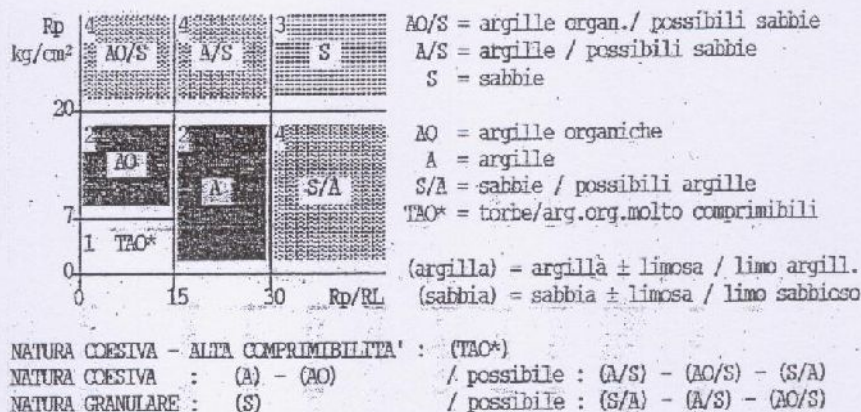 Rp
kg/cm²
4 AO/S
4 A/S
3 S
20
2 AO
2 A
4 S/A
7
1 TAO*
0
0 15 30 Rp/RL
AO/S = argille organ./ possibili sabbie
A/S = argille / possibili sabbie
S = sabbie
AO = argille organiche
A = argille
S/A = sabbie / possibili argille
TAO* = torbe/arg.org.molto comprimibili
(argilla) = argilla ± limosa / limo argill.
(sabbia) = sabbia ± limosa / limo sabbioso
NATURA COESIVA - ALTA COMPRIMIBILITA' : (TAO*)
NATURA COESIVA : (A) - (AO) / possibile : (A/S) - (AO/S) - (S/A)
NATURA GRANULARE : (S) / possibile : (S/A) - (A/S) - (AO/S)